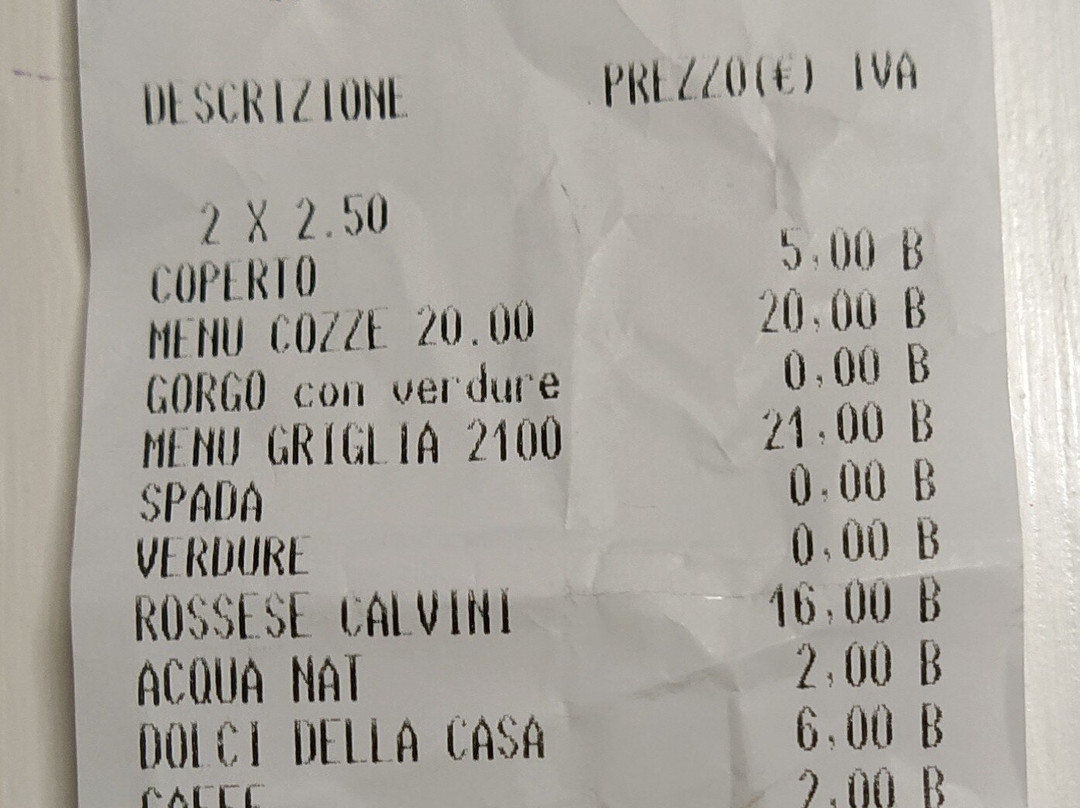 DESCRIZIONE PREZZO(€) IVA
2 X 2.50
COPERTO 5,00 B
MENU COZZE 20.00 20,00 B
GORGO con verdure 0,00 B
MENU GRIGLIA 2100 21,00 B
SPADA 0,00 B
VERDURE 0,00 B
ROSSESE CALVINI 16,00 B
ACQUA NAT 2,00 B
DOLCI DELLA CASA 6,00 B
CAFFE 2,00 B